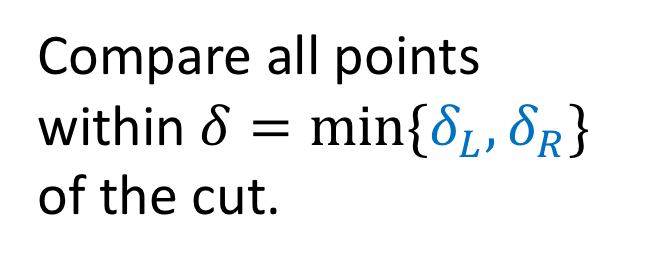 Compare all points
within 𝛿 = min{𝛿_L, 𝛿_R}
of the cut.